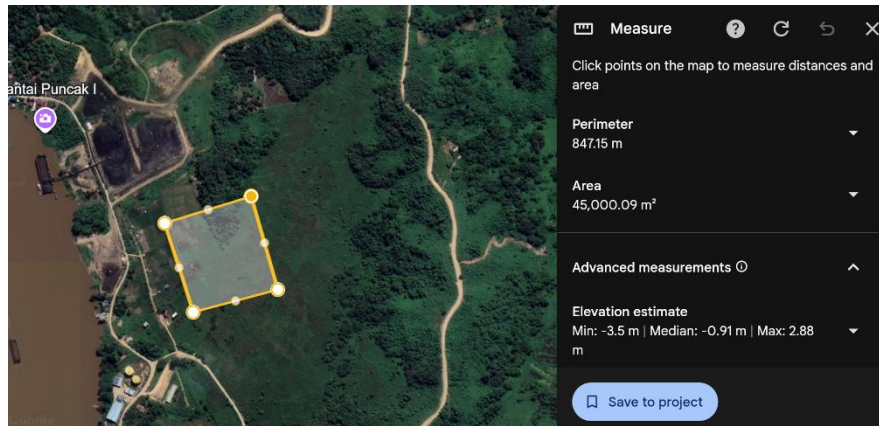 antai Puncak I
Measure
Click points on the map to measure distances and
area
Perimeter
847.15 m
Area
45,000.09 m²
Advanced measurements
Elevation estimate
Min: -3.5 m | Median: -0.91 m | Max: 2.88
m
Save to project
Google